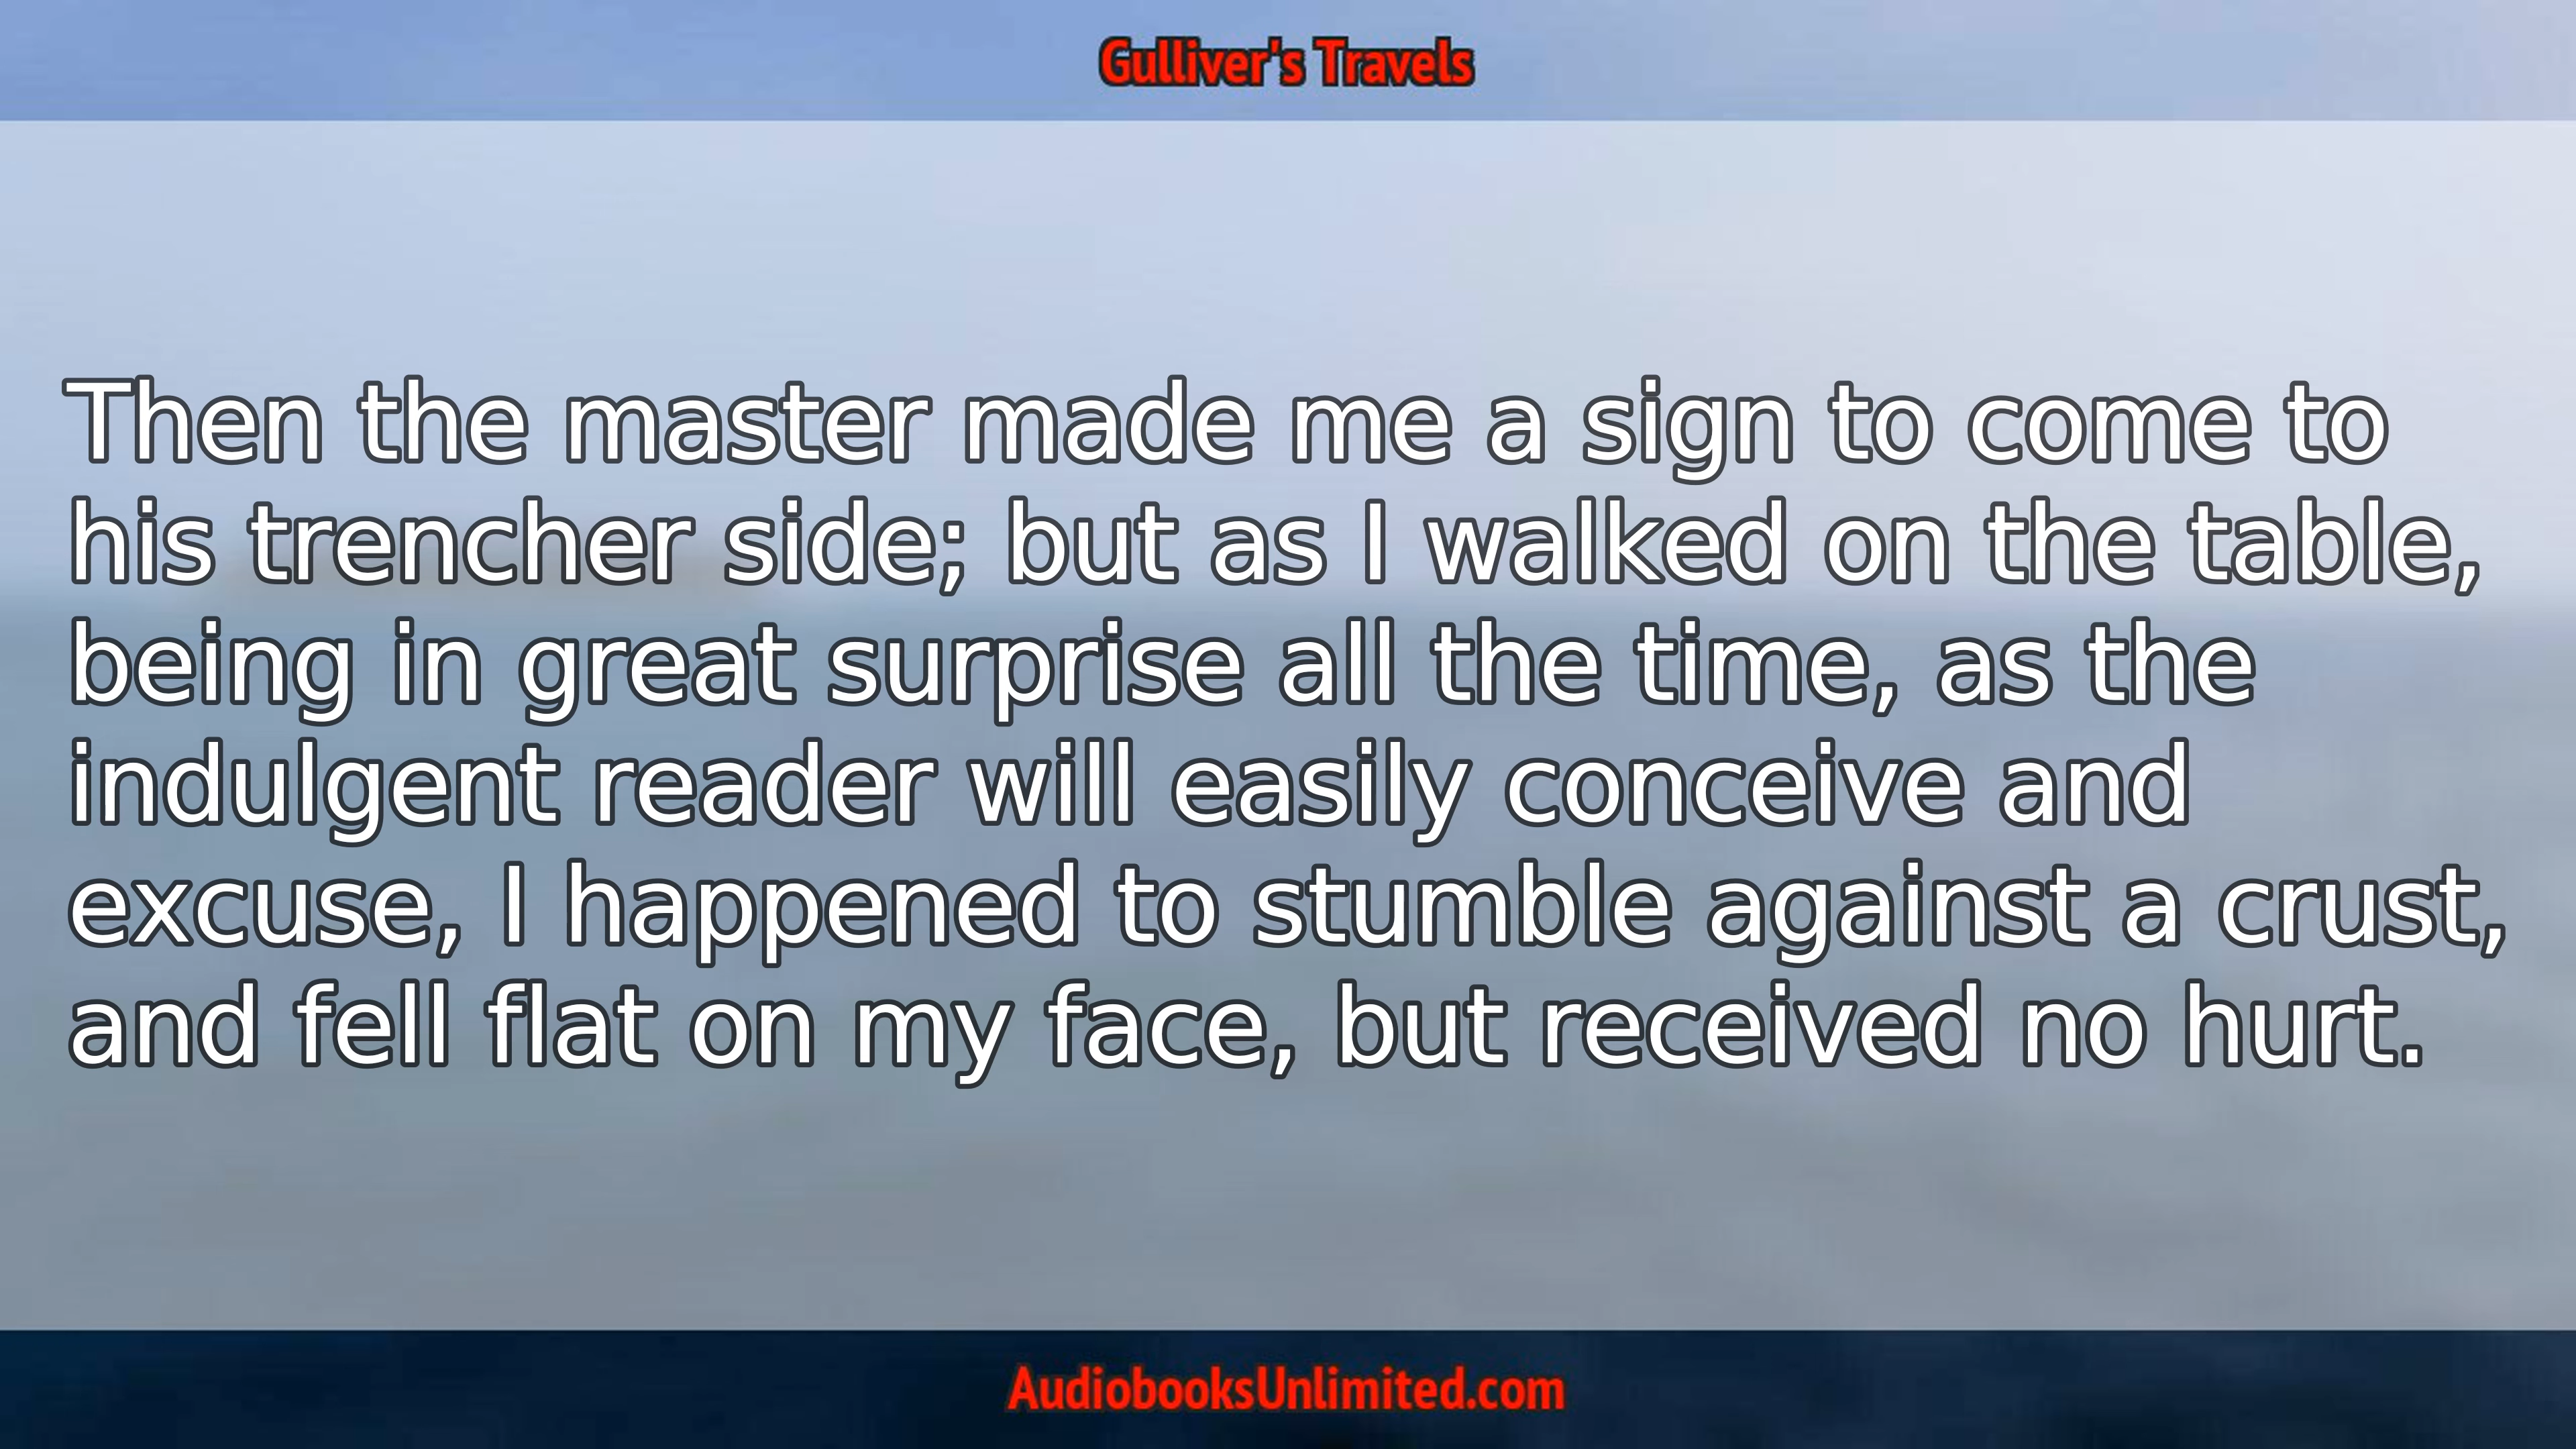 Gulliver's Travels
Then the master made me a sign to come to
his trencher side; but as I walked on the table,
being in great surprise all the time, as the
indulgent reader will easily conceive and
excuse, I happened to stumble against a crust,
and fell flat on my face, but received no hurt.
AudiobooksUnlimited.com